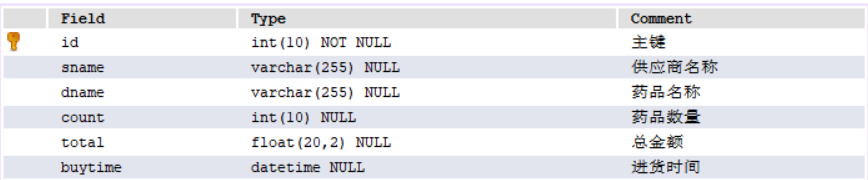 Field Type Comment
id int(10) NOT NULL 主键
sname varchar(255) NULL 供应商名称
dname varchar(255) NULL 药品名称
count int(10) NULL 药品数量
total float(20,2) NULL 总金额
buytime datetime NULL 进货时间